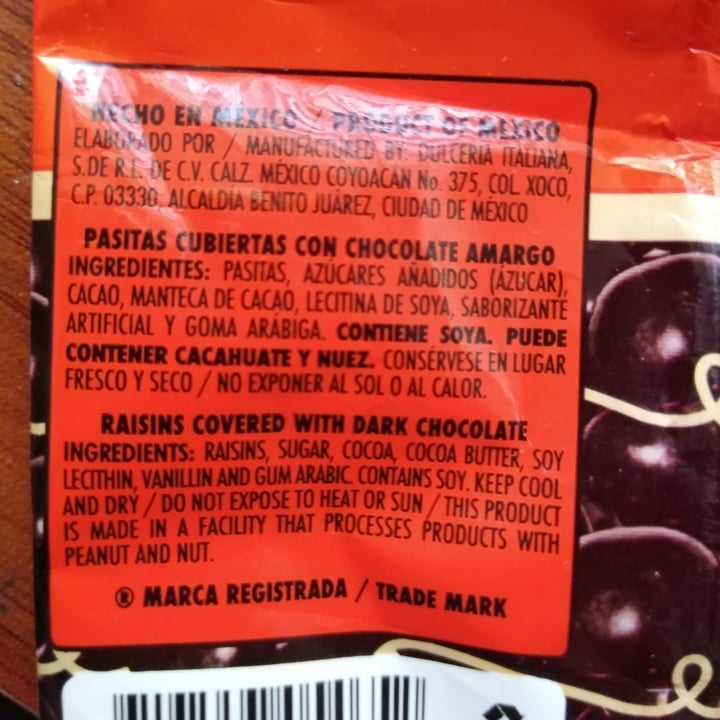 HECHO EN MÉXICO / PRODUCT OF MEXICO
ELABORADO POR / MANUFACTURED BY: DULCERIA ITALIANA,
S.DE R.L. DE C.V. CALZ. MÉXICO COYOACAN No. 375, COL. XOCO,
C.P. 03330, ALCALDÍA BENITO JUÁREZ, CIUDAD DE MÉXICO
PASITAS CUBIERTAS CON CHOCOLATE AMARGO
INGREDIENTES: PASITAS, AZÚCARES AÑADIDOS (AZÚCAR),
CACAO, MANTECA DE CACAO, LECITINA DE SOYA, SABORIZANTE
ARTIFICIAL Y GOMA ARÁBIGA. CONTIENE SOYA. PUEDE
CONTENER CACAHUATE Y NUEZ. CONSÉRVESE EN LUGAR
FRESCO Y SECO / NO EXPONER AL SOL O AL CALOR.
RAISINS COVERED WITH DARK CHOCOLATE
INGREDIENTS: RAISINS, SUGAR, COCOA, COCOA BUTTER, SOY
LECITHIN, VANILLIN AND GUM ARABIC. CONTAINS SOY. KEEP COOL
AND DRY / DO NOT EXPOSE TO HEAT OR SUN / THIS PRODUCT
IS MADE IN A FACILITY THAT PROCESSES PRODUCTS WITH
PEANUT AND NUT.
® MARCA REGISTRADA / TRADE MARK